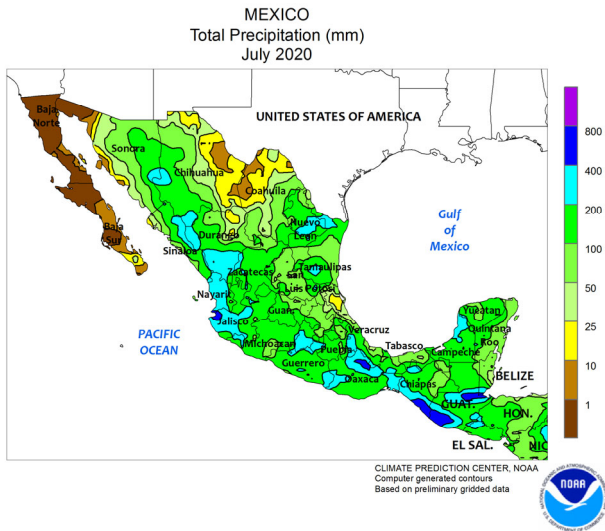 MEXICO
Total Precipitation (mm)
July 2020
UNITED STATES OF AMERICA
Baja
Norte
Sonora
Chihuahua
Coahuila
Baja
Sur
Sinaloa
Durango
Nuevo
Leon
Gulf
of
Mexico
Zacatecas
San
Luis Potosi
Tamaulipas
Nayarit
Jalisco
Guan.
Michoacan
Puebla
Veracruz
Tabasco
Campeche
Yucatan
Quintana
Roo
PACIFIC
OCEAN
Guerrero
Oaxaca
Chiapas
BELIZE
GUAT.
HON.
EL SAL.
NIC
800
400
200
100
50
25
10
1
CLIMATE PREDICTION CENTER, NOAA
Computer generated contours
Based on preliminary gridded data
NOAA